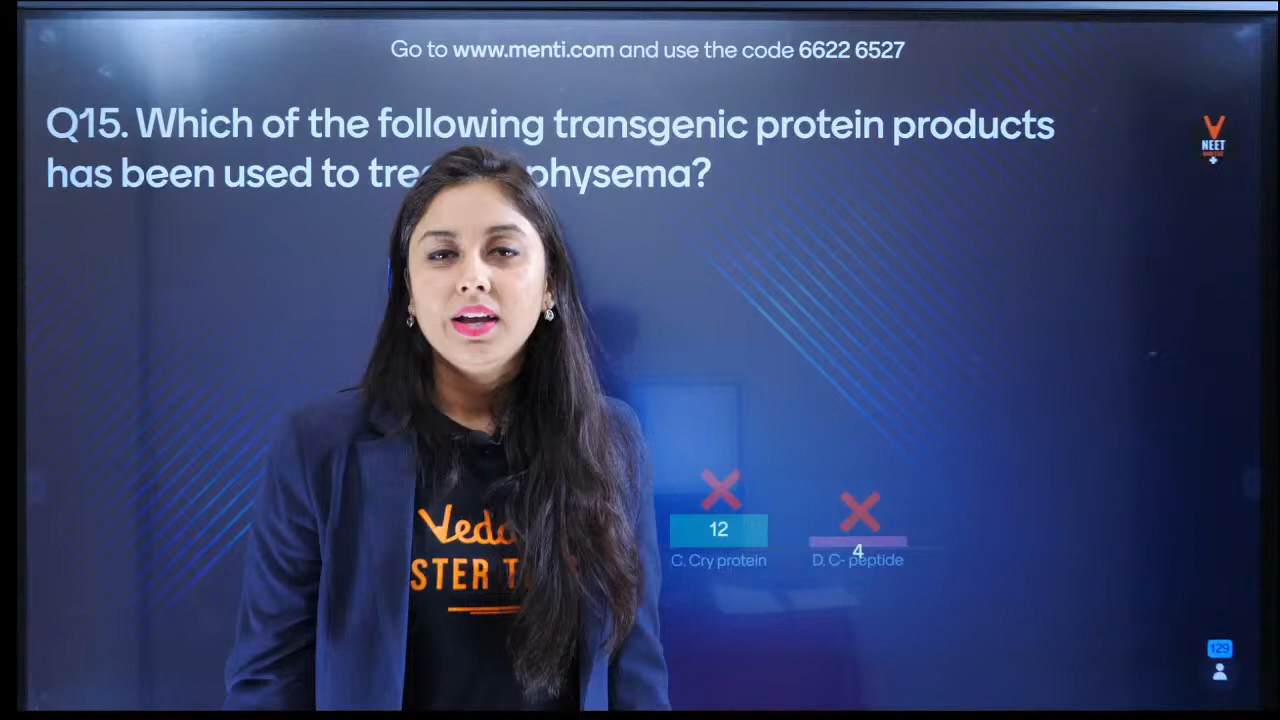 Go to www.menti.com and use the code 6622 6527
Q15. Which of the following transgenic protein products
has been used to physema?
V
NEET
12
4
C. Cry protein
D. C- peptide
Veda
STER T
129